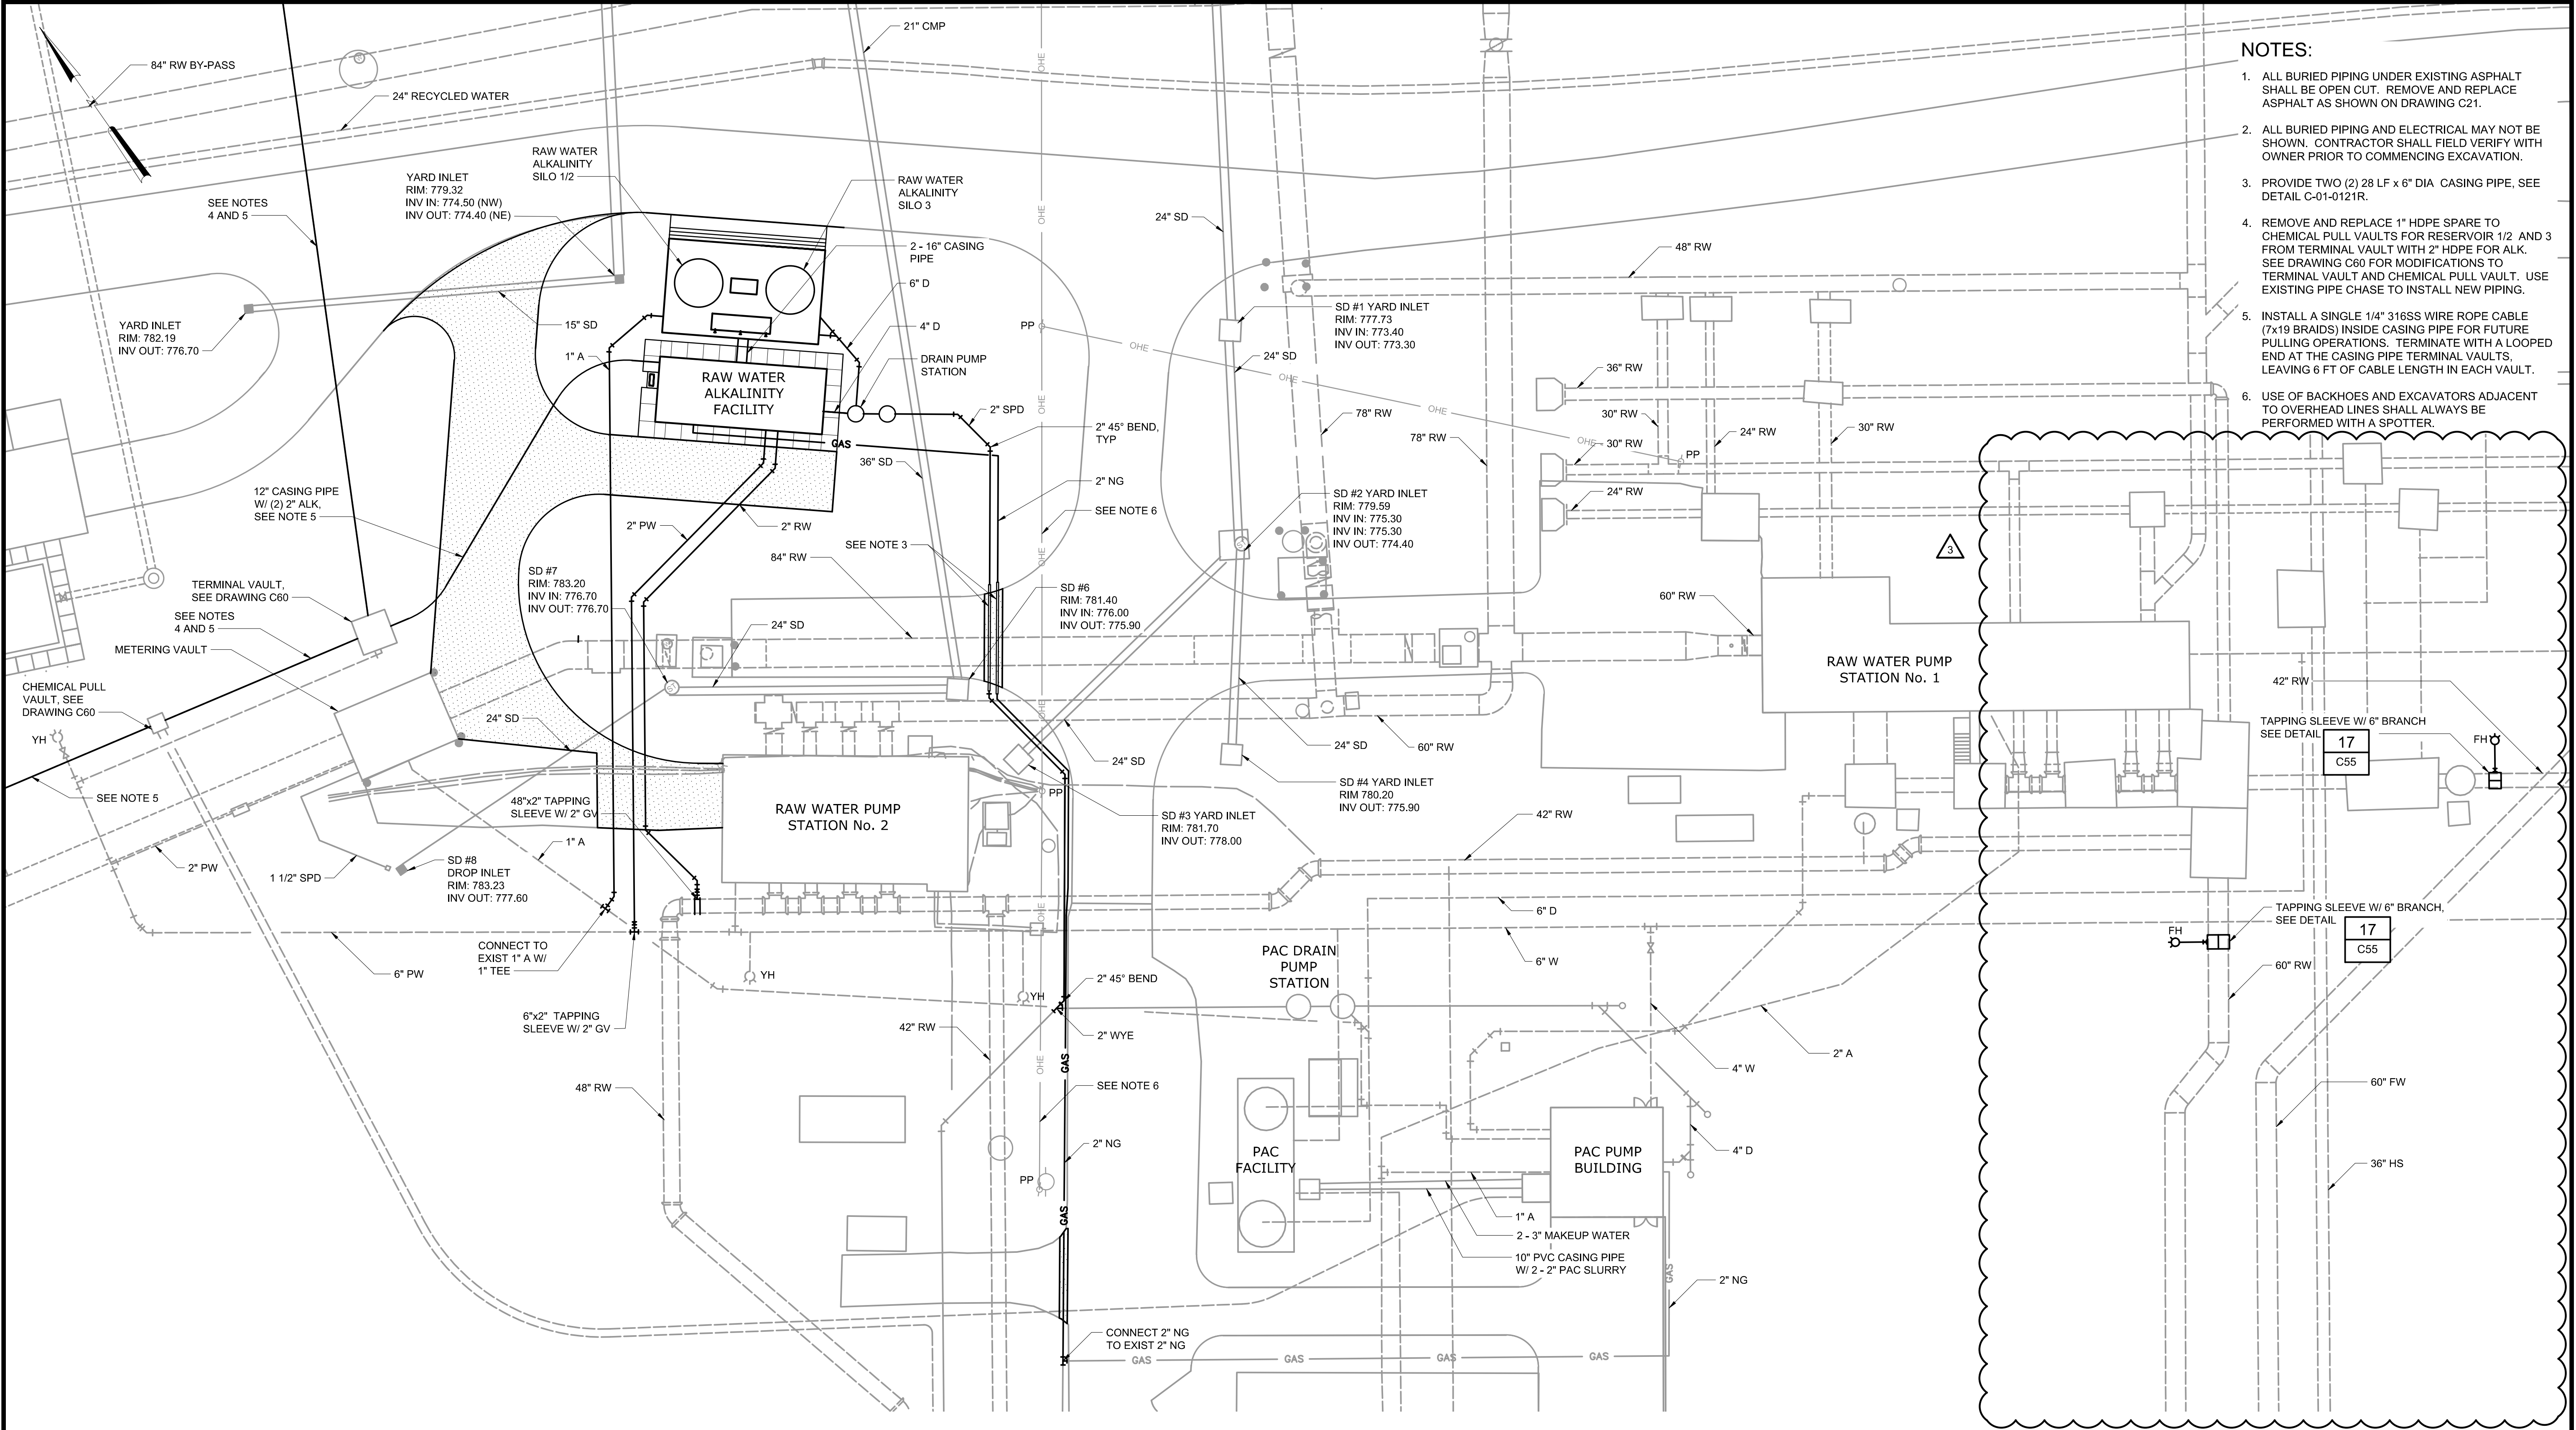 NOTES:
1. ALL BURIED PIPING UNDER EXISTING ASPHALT
SHALL BE OPEN CUT. REMOVE AND REPLACE
ASPHALT AS SHOWN ON DRAWING C21.
2. ALL BURIED PIPING AND ELECTRICAL MAY NOT BE
SHOWN. CONTRACTOR SHALL FIELD VERIFY WITH
OWNER PRIOR TO COMMENCING EXCAVATION.
3. PROVIDE TWO (2) 28 LF x 6" DIA CASING PIPE, SEE
DETAIL C-01-0121R.
4. REMOVE AND REPLACE 1" HDPE SPARE TO
CHEMICAL PULL VAULTS FOR RESERVOIR 1/2 AND 3
FROM TERMINAL VAULT WITH 2" HDPE FOR ALK.
SEE DRAWING C60 FOR MODIFICATIONS TO
TERMINAL VAULT AND CHEMICAL PULL VAULT. USE
EXISTING PIPE CHASE TO INSTALL NEW PIPING.
5. INSTALL A SINGLE 1/4" 316SS WIRE ROPE CABLE
(7x19 BRAIDS) INSIDE CASING PIPE FOR FUTURE
PULLING OPERATIONS. TERMINATE WITH A LOOPED
END AT THE CASING PIPE TERMINAL VAULTS,
LEAVING 6 FT OF CABLE LENGTH IN EACH VAULT.
6. USE OF BACKHOES AND EXCAVATORS ADJACENT
TO OVERHEAD LINES SHALL ALWAYS BE
PERFORMED WITH A SPOTTER.
84" RW BY-PASS
24" RECYCLED WATER
21" CMP
OHE
RAW WATER
ALKALINITY
SILO 1/2
YARD INLET
RIM: 779.32
INV IN: 774.50 (NW)
INV OUT: 774.40 (NE)
SEE NOTES
4 AND 5
RAW WATER
ALKALINITY
SILO 3
2 - 16" CASING
PIPE
6" D
4" D
DRAIN PUMP
STATION
OHE
24" SD
48" RW
YARD INLET
RIM: 782.19
INV OUT: 776.70
15" SD
1" A
RAW WATER
ALKALINITY
FACILITY
GAS
2" SPD
2" 45° BEND,
TYP
PP
OHE
OHE
OHE
OHE
OHE
PP
SD #1 YARD INLET
RIM: 777.73
INV IN: 773.40
INV OUT: 773.30
24" SD
78" RW
78" RW
36" RW
30" RW
30" RW
24" RW
30" RW
24" RW
36" SD
2" NG
SEE NOTE 6
OHE
12" CASING PIPE
W/ (2) 2" ALK,
SEE NOTE 5
2" PW
2" RW
84" RW
SEE NOTE 3
SD #2 YARD INLET
RIM: 779.59
INV IN: 775.30
INV IN: 775.30
INV OUT: 774.40
3
TERMINAL VAULT,
SEE DRAWING C60
SEE NOTES
4 AND 5
METERING VAULT
CHEMICAL PULL
VAULT, SEE
DRAWING C60
YH
SEE NOTE 5
SD #7
RIM: 783.20
INV IN: 776.70
INV OUT: 776.70
24" SD
SD #6
RIM: 781.40
INV IN: 776.00
INV OUT: 775.90
60" RW
RAW WATER PUMP
STATION No. 1
42" RW
TAPPING SLEEVE W/ 6" BRANCH
SEE DETAIL
17
C55
FH
24" SD
OHE
24" SD
24" SD
60" RW
SD #4 YARD INLET
RIM 780.20
INV OUT: 775.90
48"x2" TAPPING
SLEEVE W/ 2" GV
RAW WATER PUMP
STATION No. 2
PP
SD #3 YARD INLET
RIM: 781.70
INV OUT: 778.00
42" RW
2" PW
1 1/2" SPD
1" A
SD #8
DROP INLET
RIM: 783.23
INV OUT: 777.60
OHE
6" D
TAPPING SLEEVE W/ 6" BRANCH,
SEE DETAIL
17
C55
FH
60" RW
6" PW
CONNECT TO
EXIST 1" A W/
1" TEE
YH
YH
6"x2" TAPPING
SLEEVE W/ 2" GV
42" RW
2" 45° BEND
2" WYE
PAC DRAIN
PUMP
STATION
6" W
4" W
2" A
GAS
OHE
48" RW
SEE NOTE 6
2" NG
PP
GAS
PAC
FACILITY
PAC PUMP
BUILDING
4" D
60" FW
36" HS
1" A
2 - 3" MAKEUP WATER
10" PVC CASING PIPE
W/ 2 - 2" PAC SLURRY
GAS
2" NG
CONNECT 2" NG
TO EXIST 2" NG
GAS
GAS
GAS
GAS